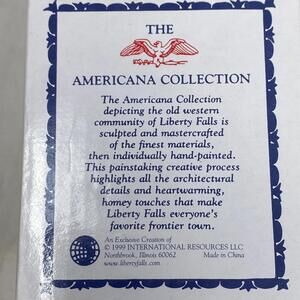 THE
AMERICANA COLLECTION
The Americana Collection
depicting the old western
community of Liberty Falls is
sculpted and mastercrafted
of the finest materials,
then individually hand-painted.
This painstaking creative process
highlights all the architectural
details and heartwarming,
homey touches that make
Liberty Falls everyone's
favorite frontier town.
An Exclusive Creation of
© 1999 INTERNATIONAL RESOURCES LLC
Northbrook, Illinois 60062 Made in China
www.libertyfalls.com